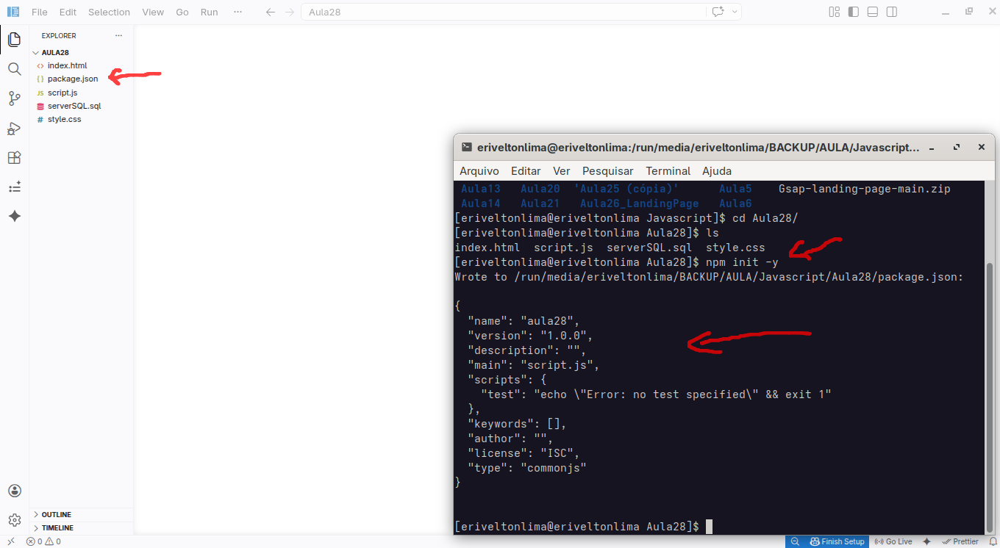 File Edit Selection View Go Run ··· Aula28
EXPLORER ···
AULA28
index.html
package.json
JS script.js
serverSQL.sql
# style.css
OUTLINE
TIMELINE
0 0 Finish Setup Go Live Prettier
eriveltonlima@eriveltonlima:/run/media/eriveltonlima/BACKUP/AULA/Javascript...
Arquivo Editar Ver Pesquisar Terminal Ajuda
Aula13 Aula20 'Aula25 (cópia)' Aula5 Gsap-landing-page-main.zip
Aula14 Aula21 Aula26_LandingPage Aula6
[eriveltonlima@eriveltonlima Javascript]$ cd Aula28/
[eriveltonlima@eriveltonlima Aula28]$ ls
index.html script.js serverSQL.sql style.css
[eriveltonlima@eriveltonlima Aula28]$ npm init -y
Wrote to /run/media/eriveltonlima/BACKUP/AULA/Javascript/Aula28/package.json:
{
"name": "aula28",
"version": "1.0.0",
"description": "",
"main": "script.js",
"scripts": {
"test": "echo \"Error: no test specified\" && exit 1"
},
"keywords": [],
"author": "",
"license": "ISC",
"type": "commonjs"
}
[eriveltonlima@eriveltonlima Aula28]$